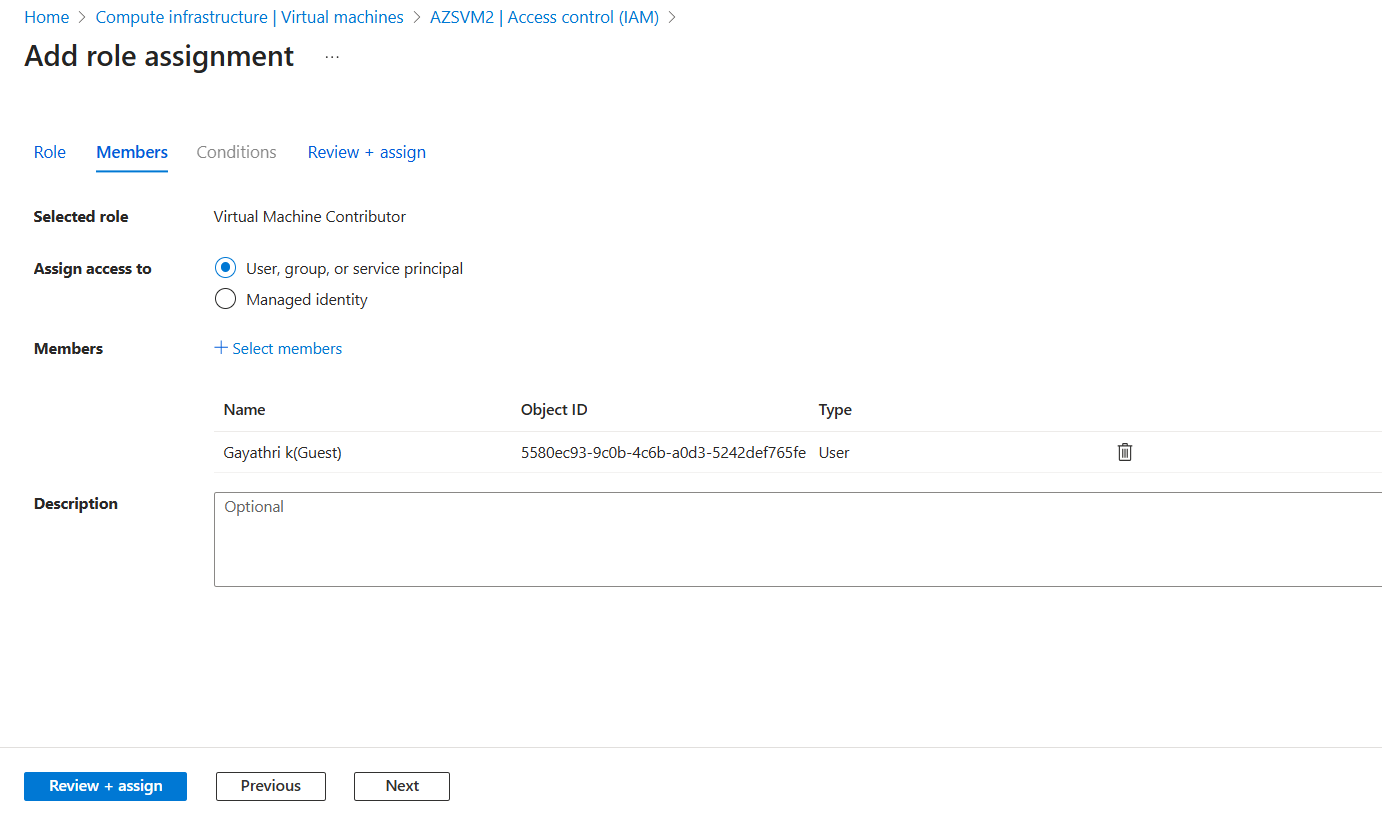 Home > Compute infrastructure | Virtual machines > AZSVM2 | Access control (IAM) >
Add role assignment ...
Role Members Conditions Review + assign
Selected role Virtual Machine Contributor
Assign access to User, group, or service principal
Managed identity
Members + Select members
Name Object ID Type
Gayathri k(Guest) 5580ec93-9c0b-4c6b-a0d3-5242def765fe User
Description Optional
Review + assign Previous Next